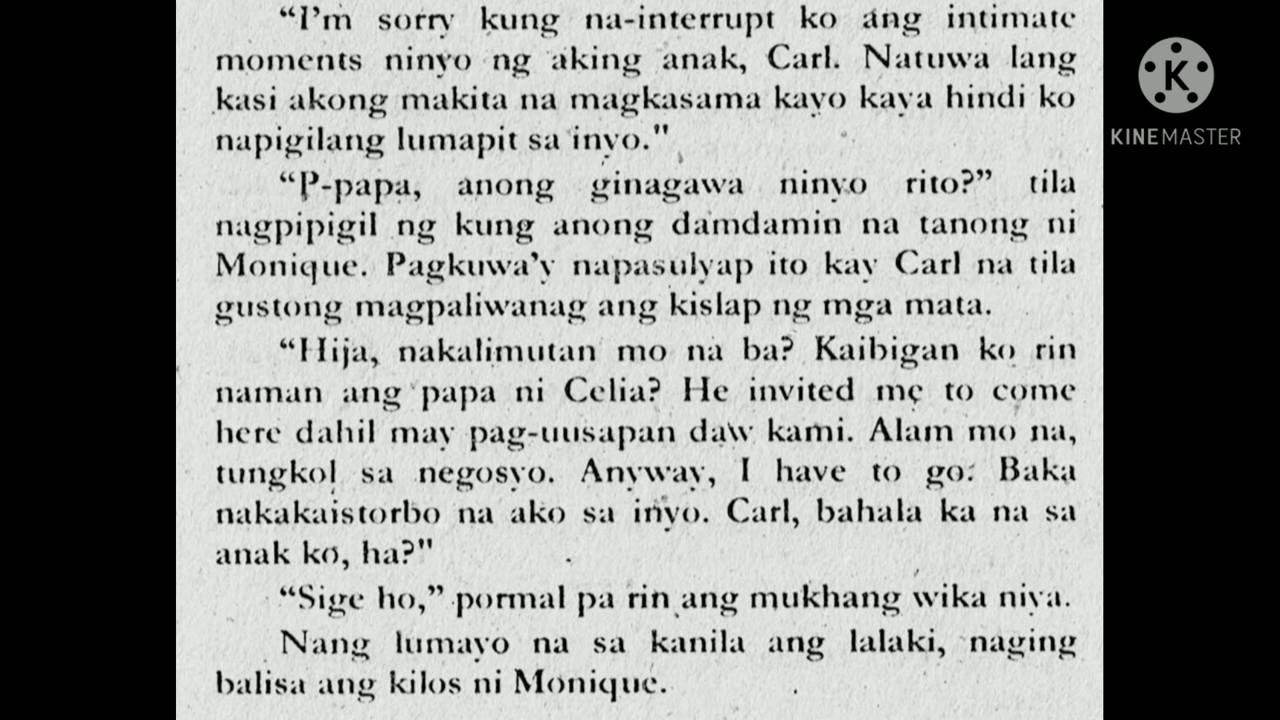 “I’m sorry kung na-interrupt ko ang intimate
moments ninyo ng aking anak, Carl. Natuwa lang
kasi akong makita na magkasama kayo kaya hindi ko
napigilang lumapit sa inyo."
“P-papa, anong ginagawa ninyo rito?” tila
nagpipigil ng kung anong damdamin na tanong ni
Monique. Pagkuwa’y napasulyap ito kay Carl na tila
gustong magpaliwanag ang kislap ng mga mata.
“Hija, nakalimutan mo na ba? Kaibigan ko rin
naman ang papa ni Celia? He invited me to come
here dahil may pag-uusapan daw kami. Alam mo na,
tungkol sa negosyo. Anyway, I have to go. Baka
nakakaistorbo na ako sa inyo. Carl, bahala ka na sa
anak ko, ha?"
“Sige ho,” pormal pa rin ang mukhang wika niya.
Nang lumayo na sa kanila ang lalaki, naging
balisa ang kilos ni Monique.
K
KINEMASTER